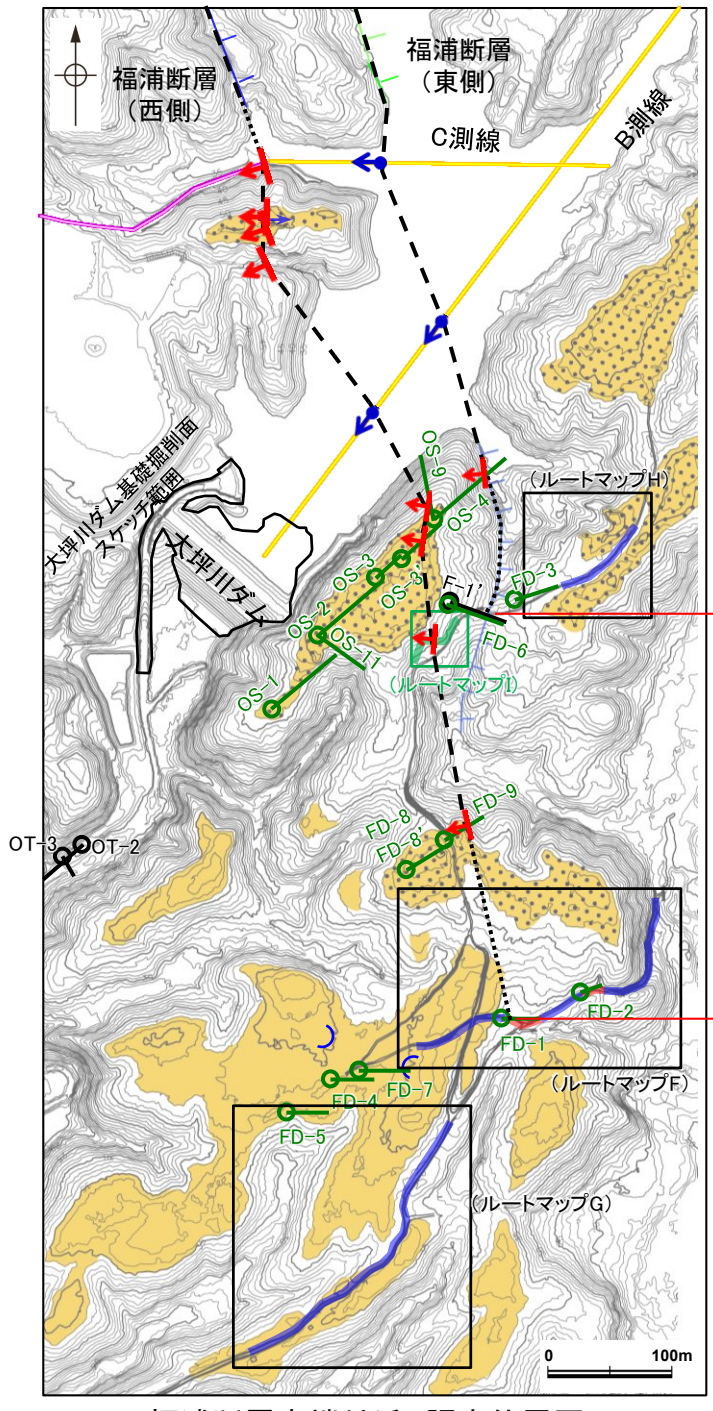 福浦断層
(西側)
福浦断層
(東側)
C測線
B測線
大坪川ダム基礎掘削面
スケッチ範囲
大坪川ダム
OS-9
OS-4
(ルートマップH)
OS-3
OS-3'
F-1'
FD-3
OS-2
OS-11
FD-6
OS-1
(ルートマップI)
FD-9
FD-8
FD-8'
OT-3
OT-2
FD-2
FD-1
(ルートマップF)
FD-7
FD-4
FD-5
(ルートマップG)
0 100m